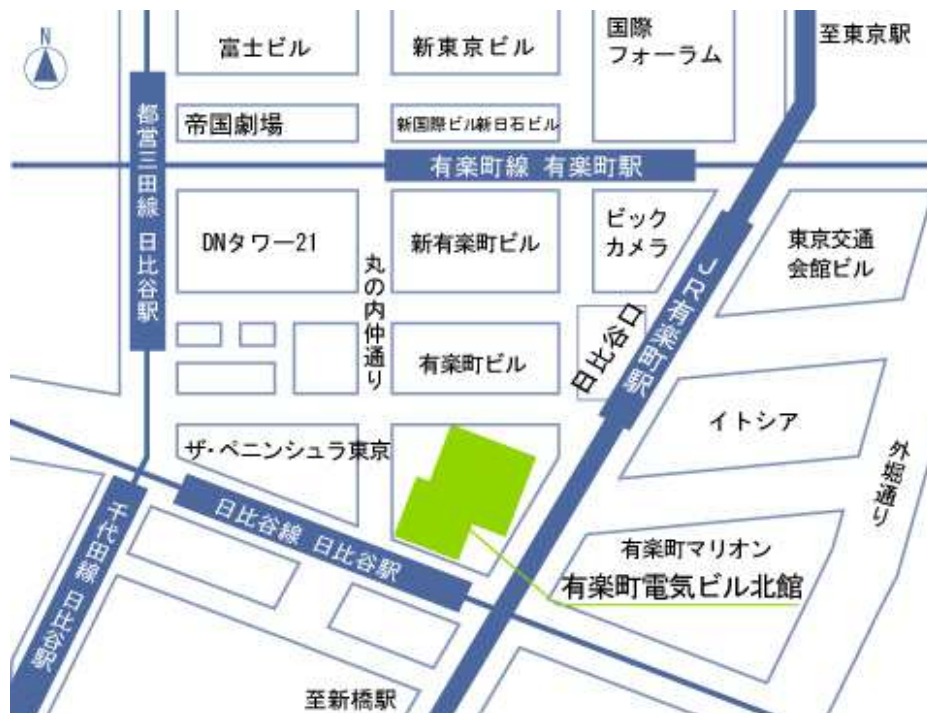 N
富士ビル
新東京ビル
国際
フォーラム
至東京駅
帝国劇場
新国際ビル新日石ビル
都営三田線 日比谷駅
有楽町線 有楽町駅
DNタワー21
丸の内仲通り
新有楽町ビル
ビック
カメラ
東京交通
会館ビル
JR有楽町駅
日比谷口
有楽町ビル
イトシア
外堀通り
ザ・ペニンシュラ東京
日比谷線 日比谷駅
千代田線 日比谷駅
有楽町マリオン
有楽町電気ビル北館
至新橋駅